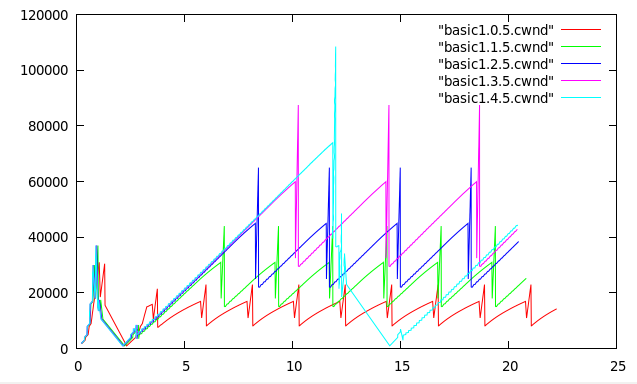 120000
100000
80000
60000
40000
20000
0
0 5 10 15 20 25
"basic1.0.5.cwnd"
"basic1.1.5.cwnd"
"basic1.2.5.cwnd"
"basic1.3.5.cwnd"
"basic1.4.5.cwnd"